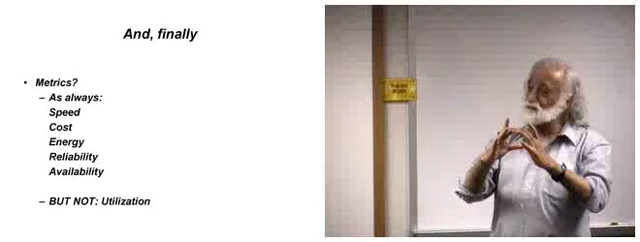 And, finally
• Metrics?
– As always:
Speed
Cost
Energy
Reliability
Availability
– BUT NOT: Utilization